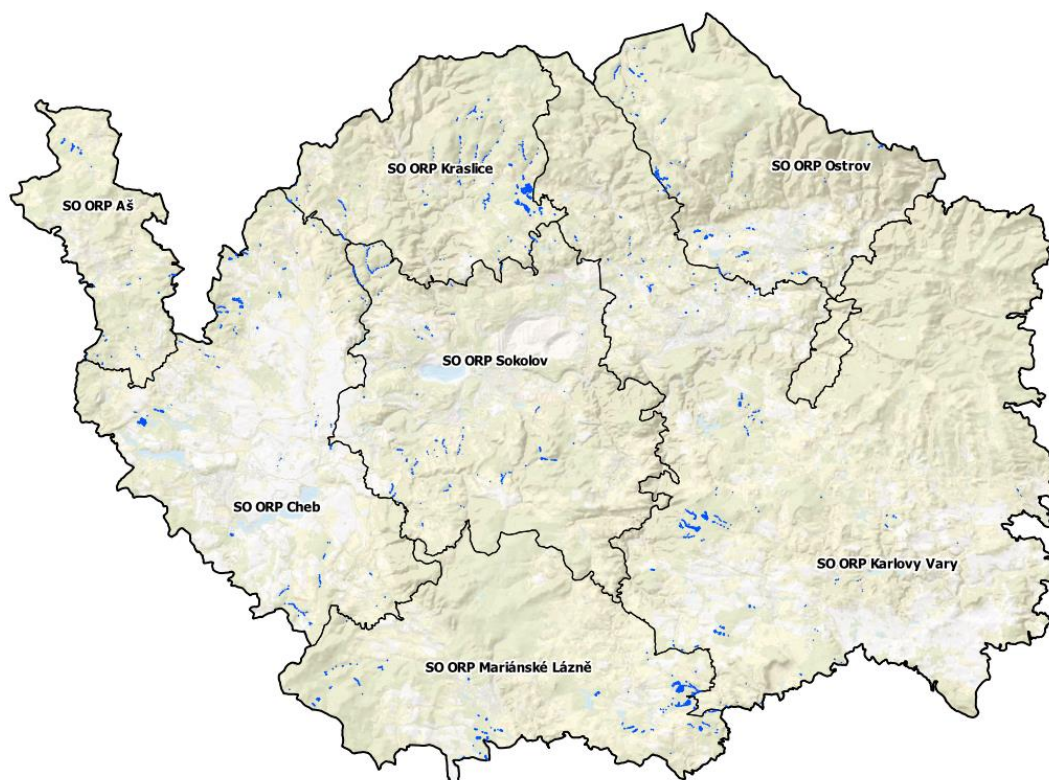 SO ORP Kraslice
SO ORP Ostrov
SO ORP Aš
SO ORP Sokolov
SO ORP Cheb
SO ORP Karlovy Vary
SO ORP Mariánské Lázně